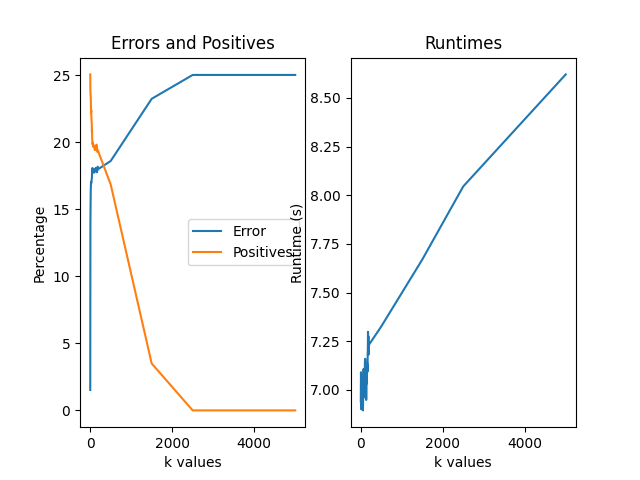 Errors and Positives
Percentage
25
20
15
10
5
0
Error
Positives
0
2000
4000
k values
Runtimes
Runtime (s)
8.50
8.25
8.00
7.75
7.50
7.25
7.00
0
2000
4000
k values